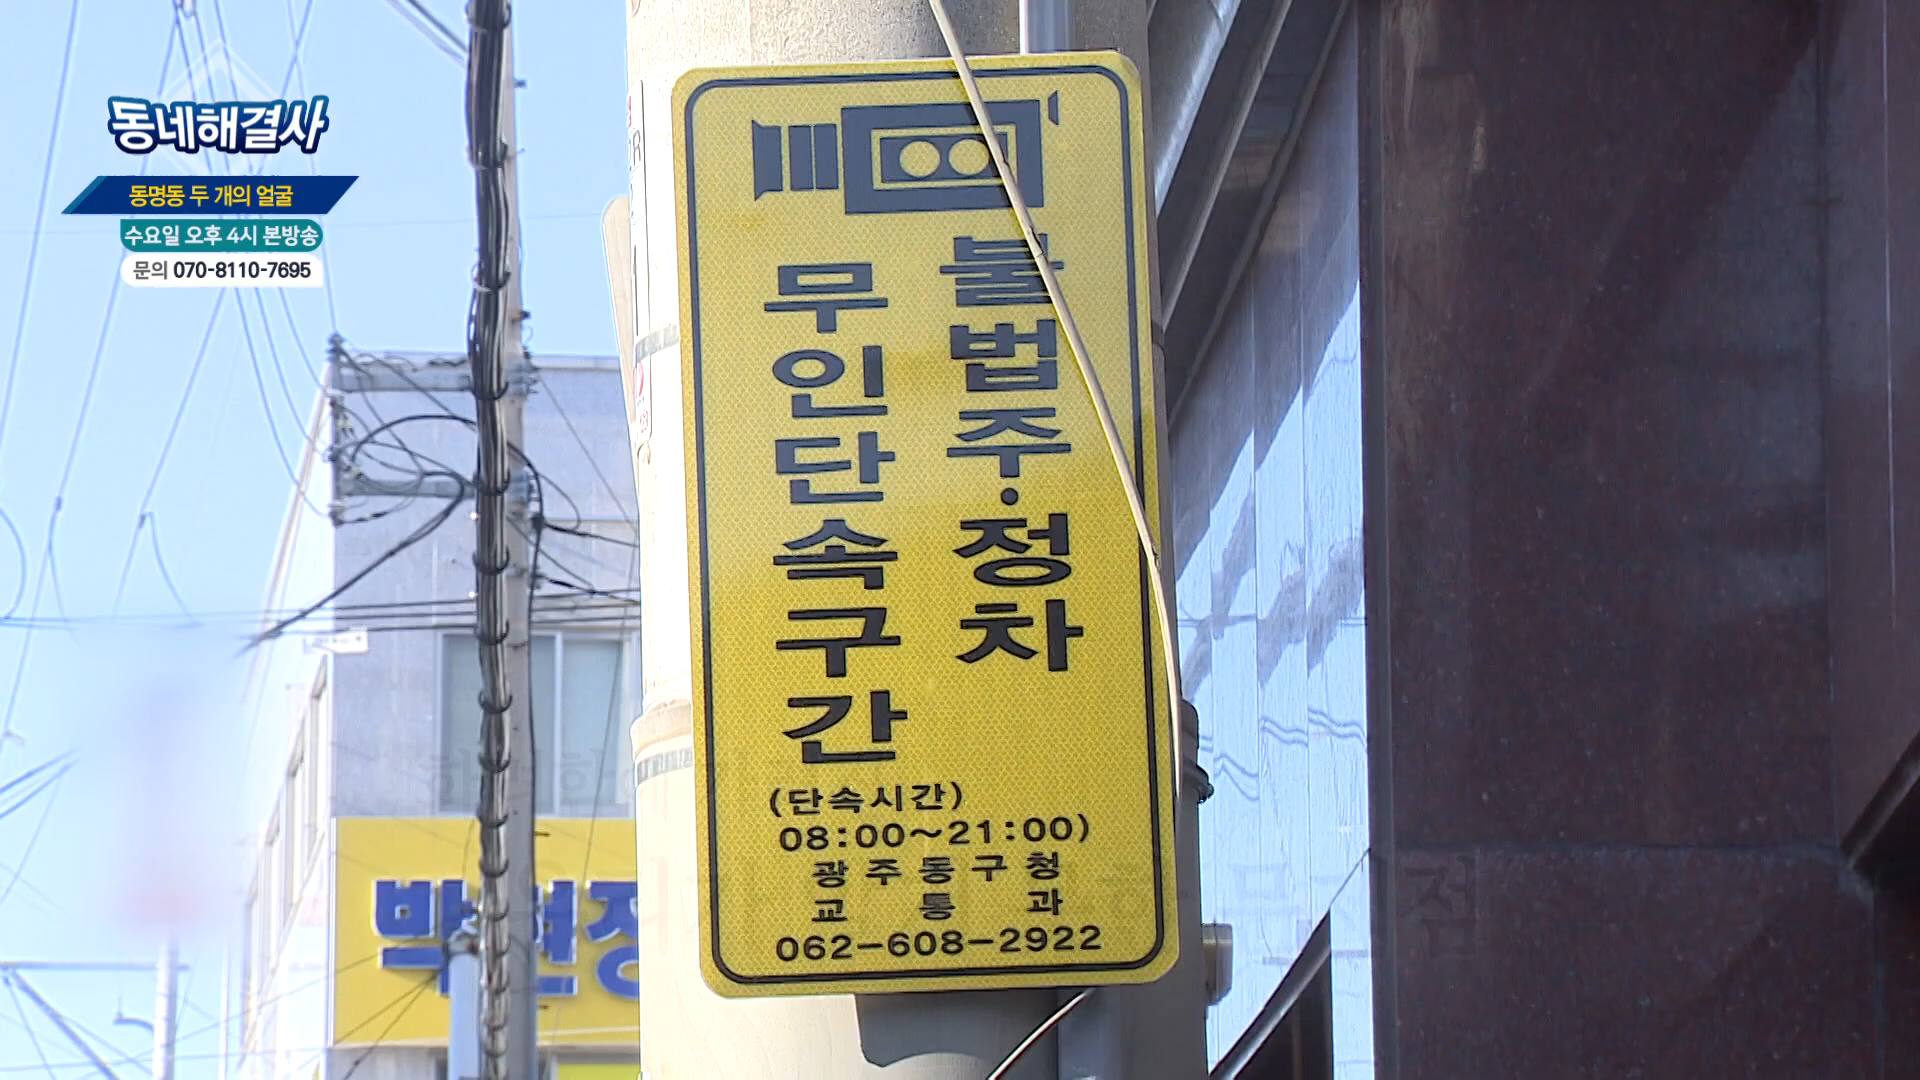 동네해결사
동명동 두 개의 얼굴
수요일 오후 4시 본방송
문의 070-8110-7695
불법주·정차
무인단속구간
(단속시간)
08:00~21:00)
광주동구청
교통과
062-608-2922